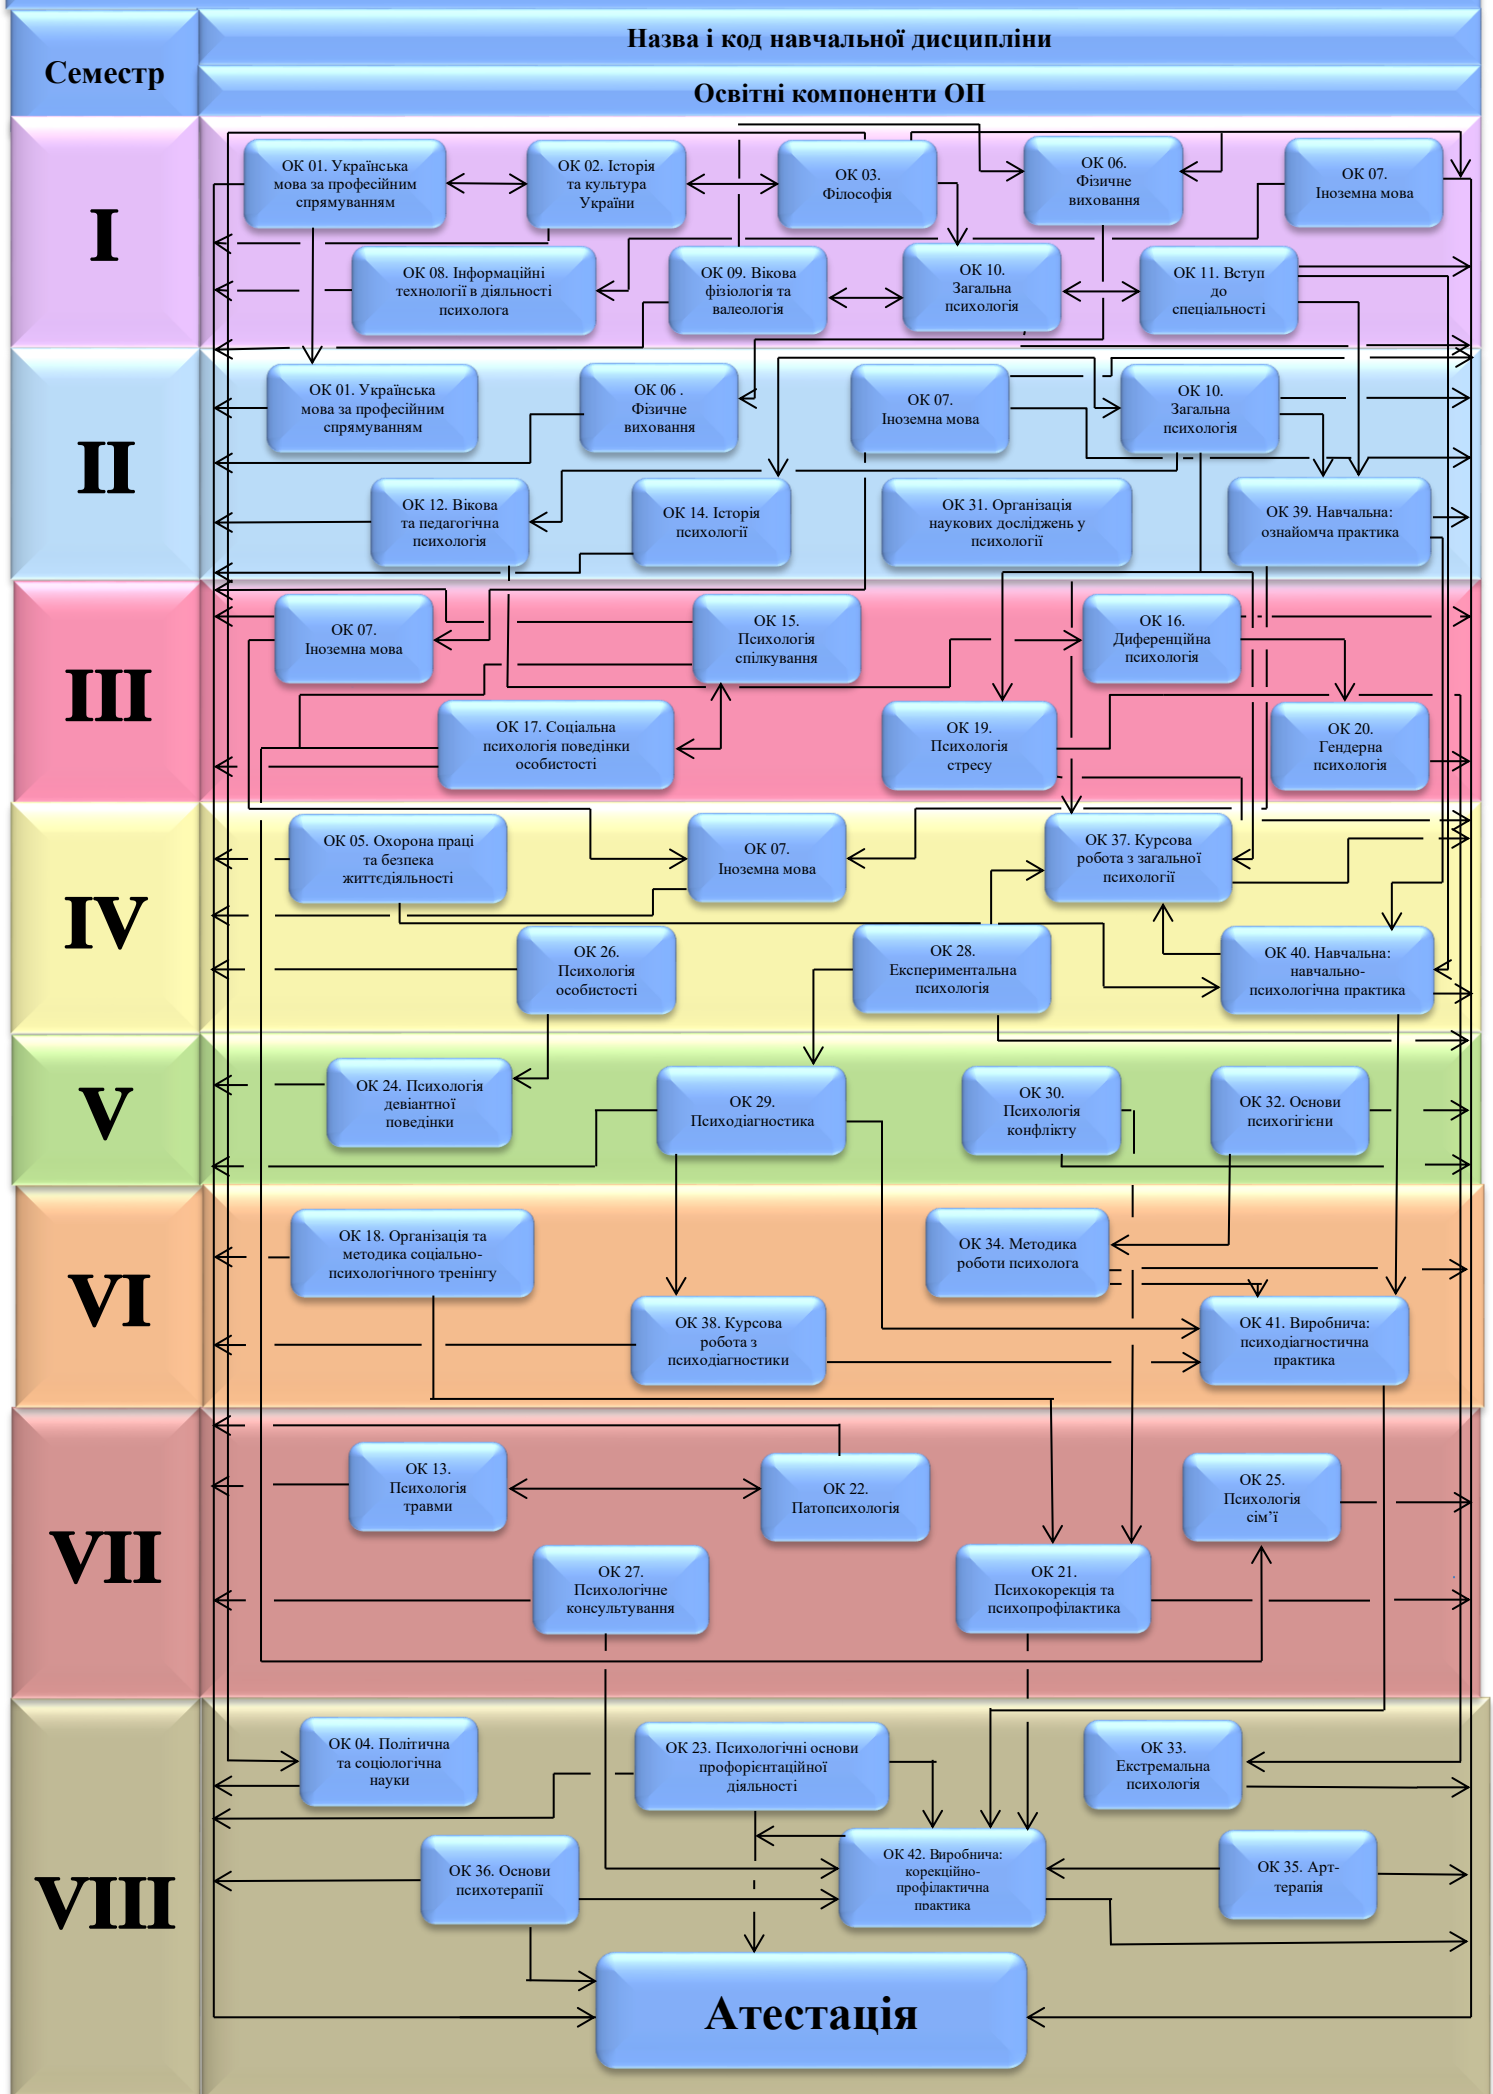 Назва і код навчальної дисципліни
Семестр
Освітні компоненти ОП
I
ОК 01. Українська
мова за професійним
спрямуванням
ОК 02. Історія
та культура
України
ОК 03.
Філософія
ОК 06.
Фізичне
виховання
ОК 07.
Іноземна мова
ОК 08. Інформаційні
технології в діяльності
психолога
ОК 09. Вікова
фізіологія та
валеологія
ОК 10.
Загальна
психологія
ОК 11. Вступ
до
спеціальності
II
ОК 01. Українська
мова за професійним
спрямуванням
ОК 06 .
Фізичне
виховання
ОК 07.
Іноземна мова
ОК 10.
Загальна
психологія
ОК 12. Вікова
та педагогічна
психологія
ОК 14. Історія
психології
ОК 31. Організація
наукових досліджень у
психології
ОК 39. Навчальна:
ознайомча практика
III
ОК 07.
Іноземна мова
ОК 15.
Психологія
спілкування
ОК 16.
Диференційна
психологія
ОК 17. Соціальна
психологія поведінки
особистості
ОК 19.
Психологія
стресу
ОК 20.
Гендерна
психологія
IV
ОК 05. Охорона праці
та безпека
життєдіяльності
ОК 07.
Іноземна мова
ОК 37. Курсова
робота з загальної
психології
ОК 26.
Психологія
особистості
ОК 28.
Експериментальна
психологія
ОК 40. Навчальна:
навчально-
психологічна практика
V
ОК 24. Психологія
девіантної
поведінки
ОК 29.
Психодіагностика
ОК 30.
Психологія
конфлікту
ОК 32. Основи
психогігієни
VI
ОК 18. Організація та
методика соціально-
психологічного тренінгу
ОК 34. Методика
роботи психолога
ОК 38. Курсова
робота з
психодіагностики
ОК 41. Виробнича:
психодіагностична
практика
VII
ОК 13.
Психологія
травми
ОК 22.
Патопсихологія
ОК 25.
Психологія
сім’ї
ОК 27.
Психологічне
консультування
ОК 21.
Психокорекція та
психопрофілактика
VIII
ОК 04. Політична
та соціологічна
науки
ОК 23. Психологічні основи
профорієнтаційної
діяльності
ОК 33.
Екстремальна
психологія
ОК 36. Основи
психотерапії
ОК 42. Виробнича:
корекційно-
профілактична
практика
ОК 35. Арт-
терапія
Атестація